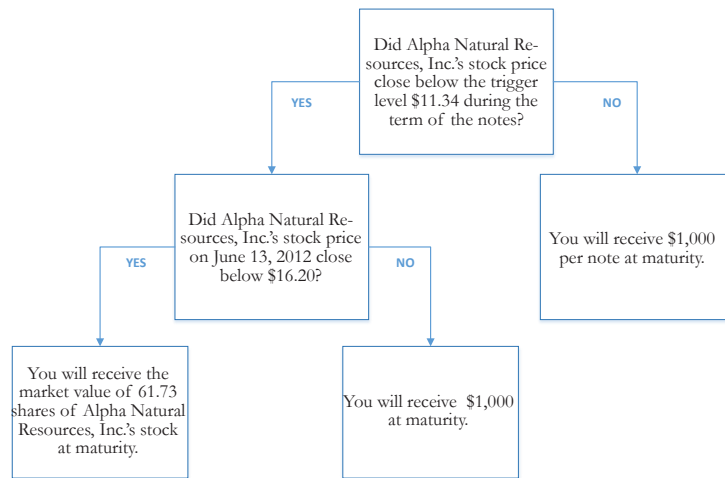 Did Alpha Natural Re-
sources, Inc.'s stock price
close below the trigger
level $11.34 during the
term of the notes?
YES
NO
Did Alpha Natural Re-
sources, Inc.'s stock price
on June 13, 2012 close
below $16.20?
You will receive $1,000
per note at maturity.
YES
NO
You will receive the
market value of 61.73
shares of Alpha Natural
Resources, Inc.'s stock
at maturity.
You will receive $1,000
at maturity.